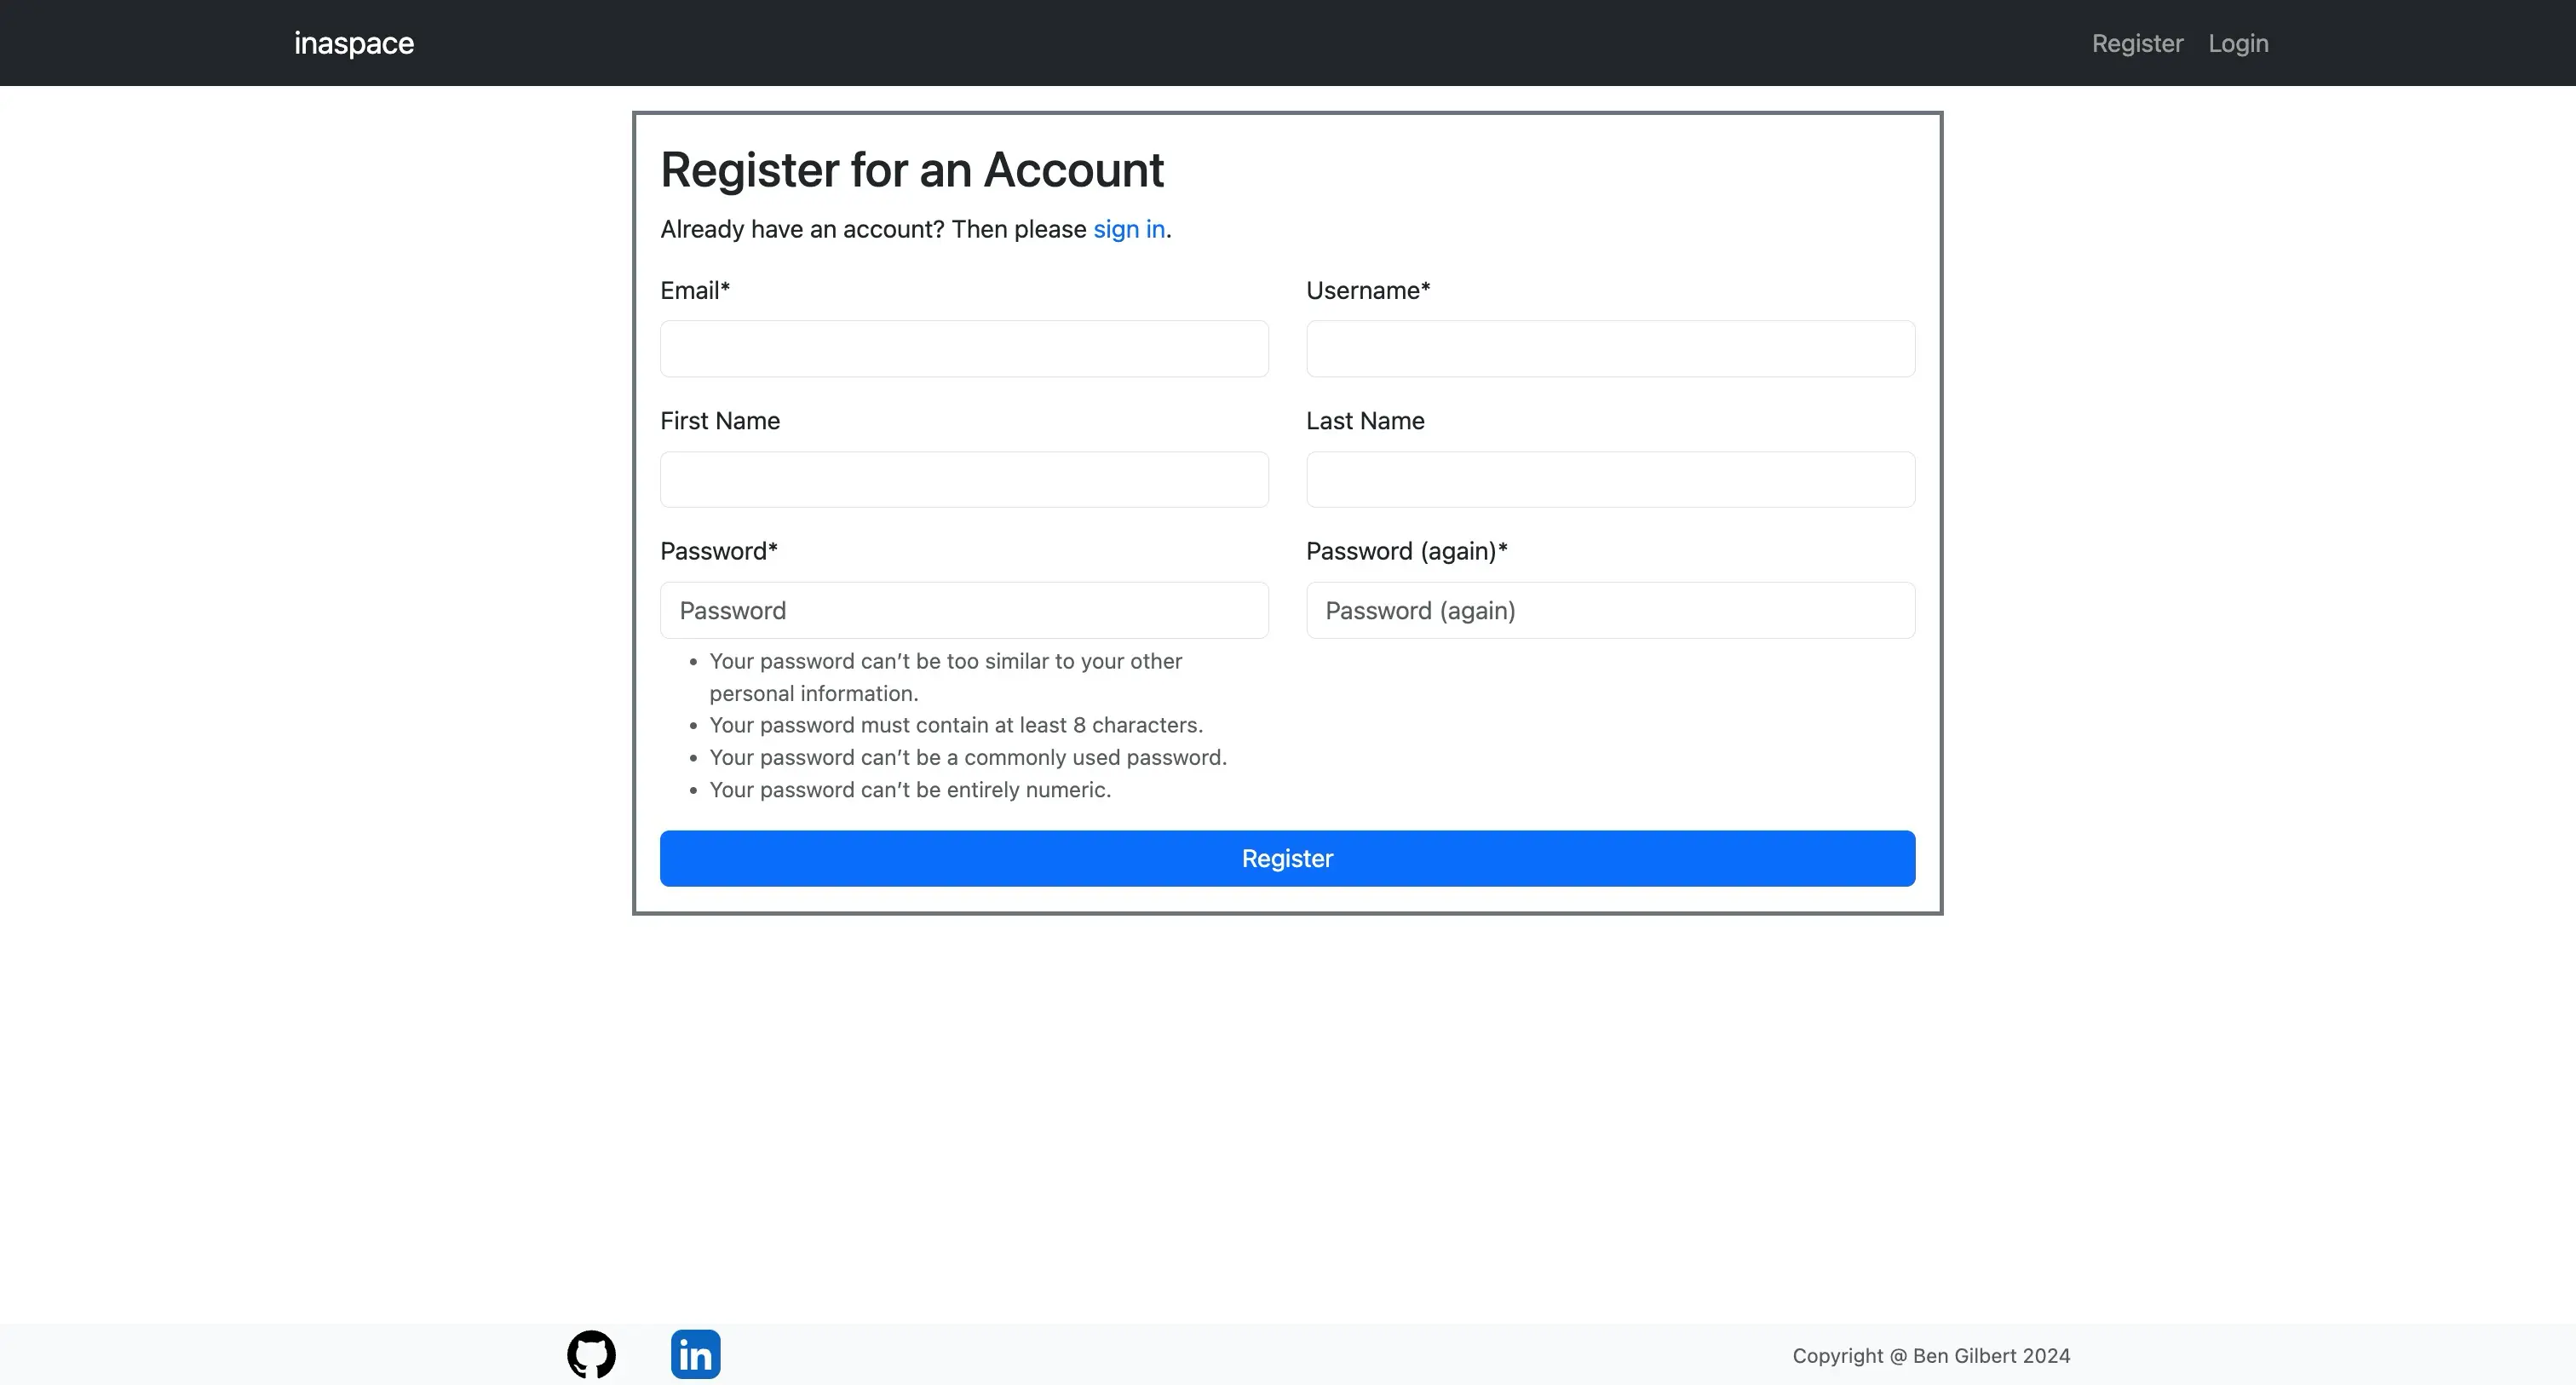 inaspace
Register Login
Register for an Account
Already have an account? Then please sign in.
Email*
Username*
First Name
Last Name
Password*
Password (again)*
Password
Password (again)
• Your password can’t be too similar to your other
personal information.
• Your password must contain at least 8 characters.
• Your password can’t be a commonly used password.
• Your password can’t be entirely numeric.
Register
in
Copyright @ Ben Gilbert 2024